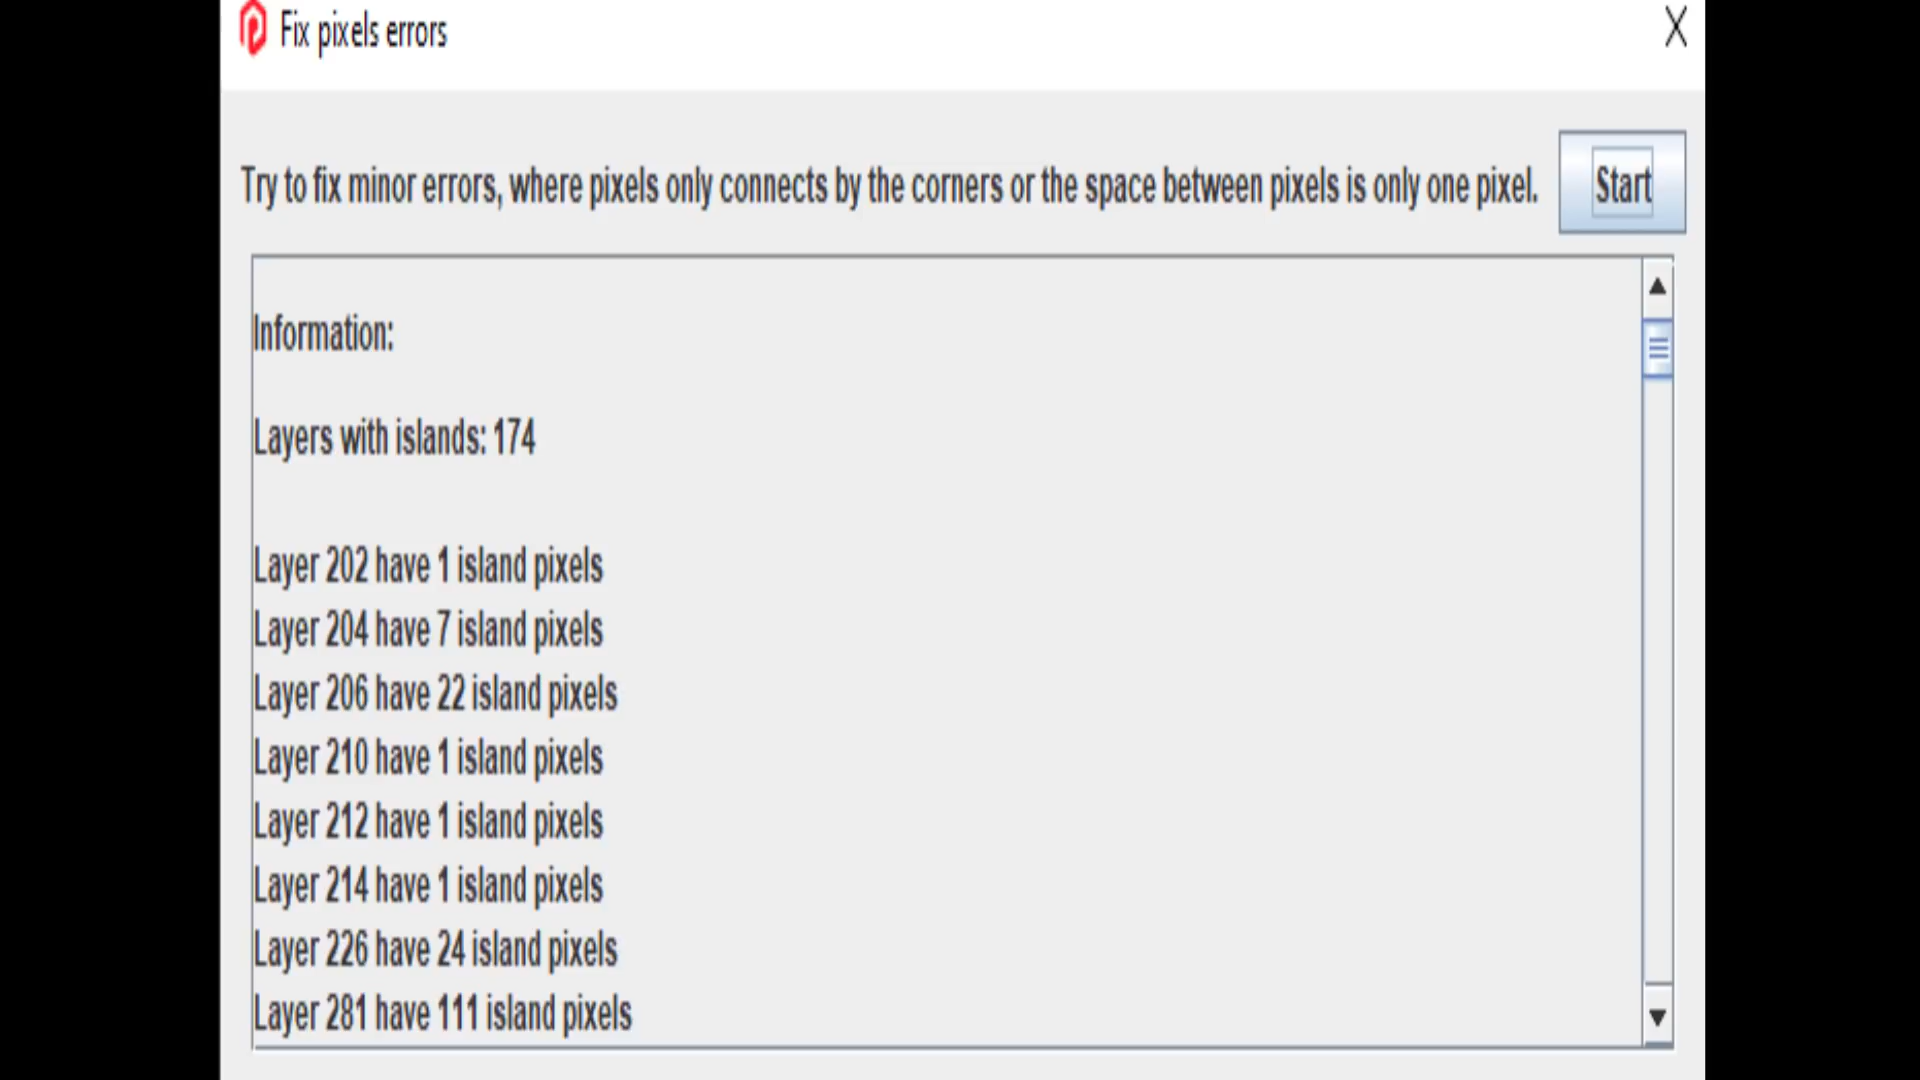 Fix pixels errors
Try to fix minor errors, where pixels only connects by the corners or the space between pixels is only one pixel.
Start
Information:
Layers with islands: 174
Layer 202 have 1 island pixels
Layer 204 have 7 island pixels
Layer 206 have 22 island pixels
Layer 210 have 1 island pixels
Layer 212 have 1 island pixels
Layer 214 have 1 island pixels
Layer 226 have 24 island pixels
Layer 281 have 111 island pixels